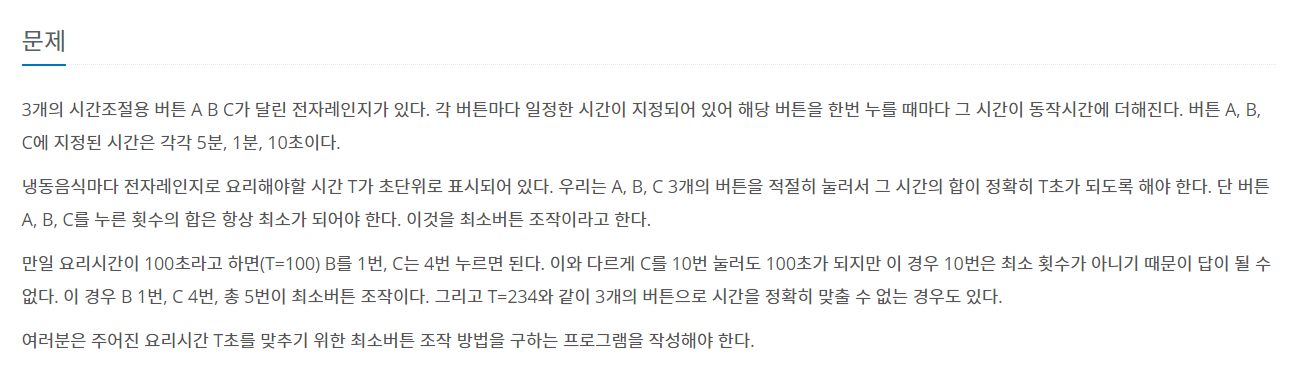 문제
3개의 시간조절용 버튼 A B C가 달린 전자레인지가 있다. 각 버튼마다 일정한 시간이 지정되어 있어 해당 버튼을 한번 누를 때마다 그 시간이 동작시간에 더해진다. 버튼 A, B,
C에 지정된 시간은 각각 5분, 1분, 10초이다.
냉동음식마다 전자레인지로 요리해야할 시간 T가 초단위로 표시되어 있다. 우리는 A, B, C 3개의 버튼을 적절히 눌러서 그 시간의 합이 정확히 T초가 되도록 해야 한다. 단 버튼
A, B, C를 누른 횟수의 합은 항상 최소가 되어야 한다. 이것을 최소버튼 조작이라고 한다.
만일 요리시간이 100초라고 하면(T=100) B를 1번, C는 4번 누르면 된다. 이와 다르게 C를 10번 눌러도 100초가 되지만 이 경우 10번은 최소 횟수가 아니기 때문이 답이 될 수
없다. 이 경우 B 1번, C 4번, 총 5번이 최소버튼 조작이다. 그리고 T=234와 같이 3개의 버튼으로 시간을 정확히 맞출 수 없는 경우도 있다.
여러분은 주어진 요리시간 T초를 맞추기 위한 최소버튼 조작 방법을 구하는 프로그램을 작성해야 한다.